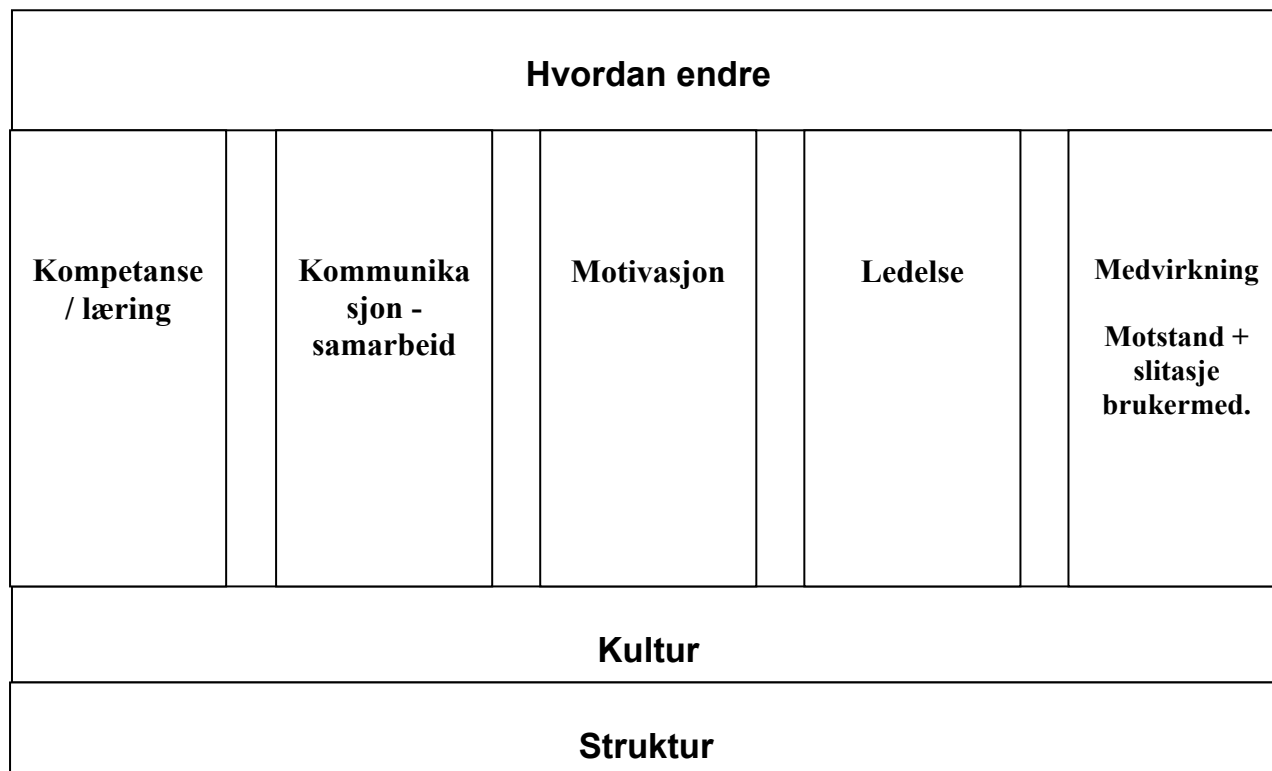 Hvordan endre
Kompetanse
/ læring
Kommunika
sjon -
samarbeid
Motivasjon
Ledelse
Medvirkning
Motstand +
slitasje
brukermed.
Kultur
Struktur